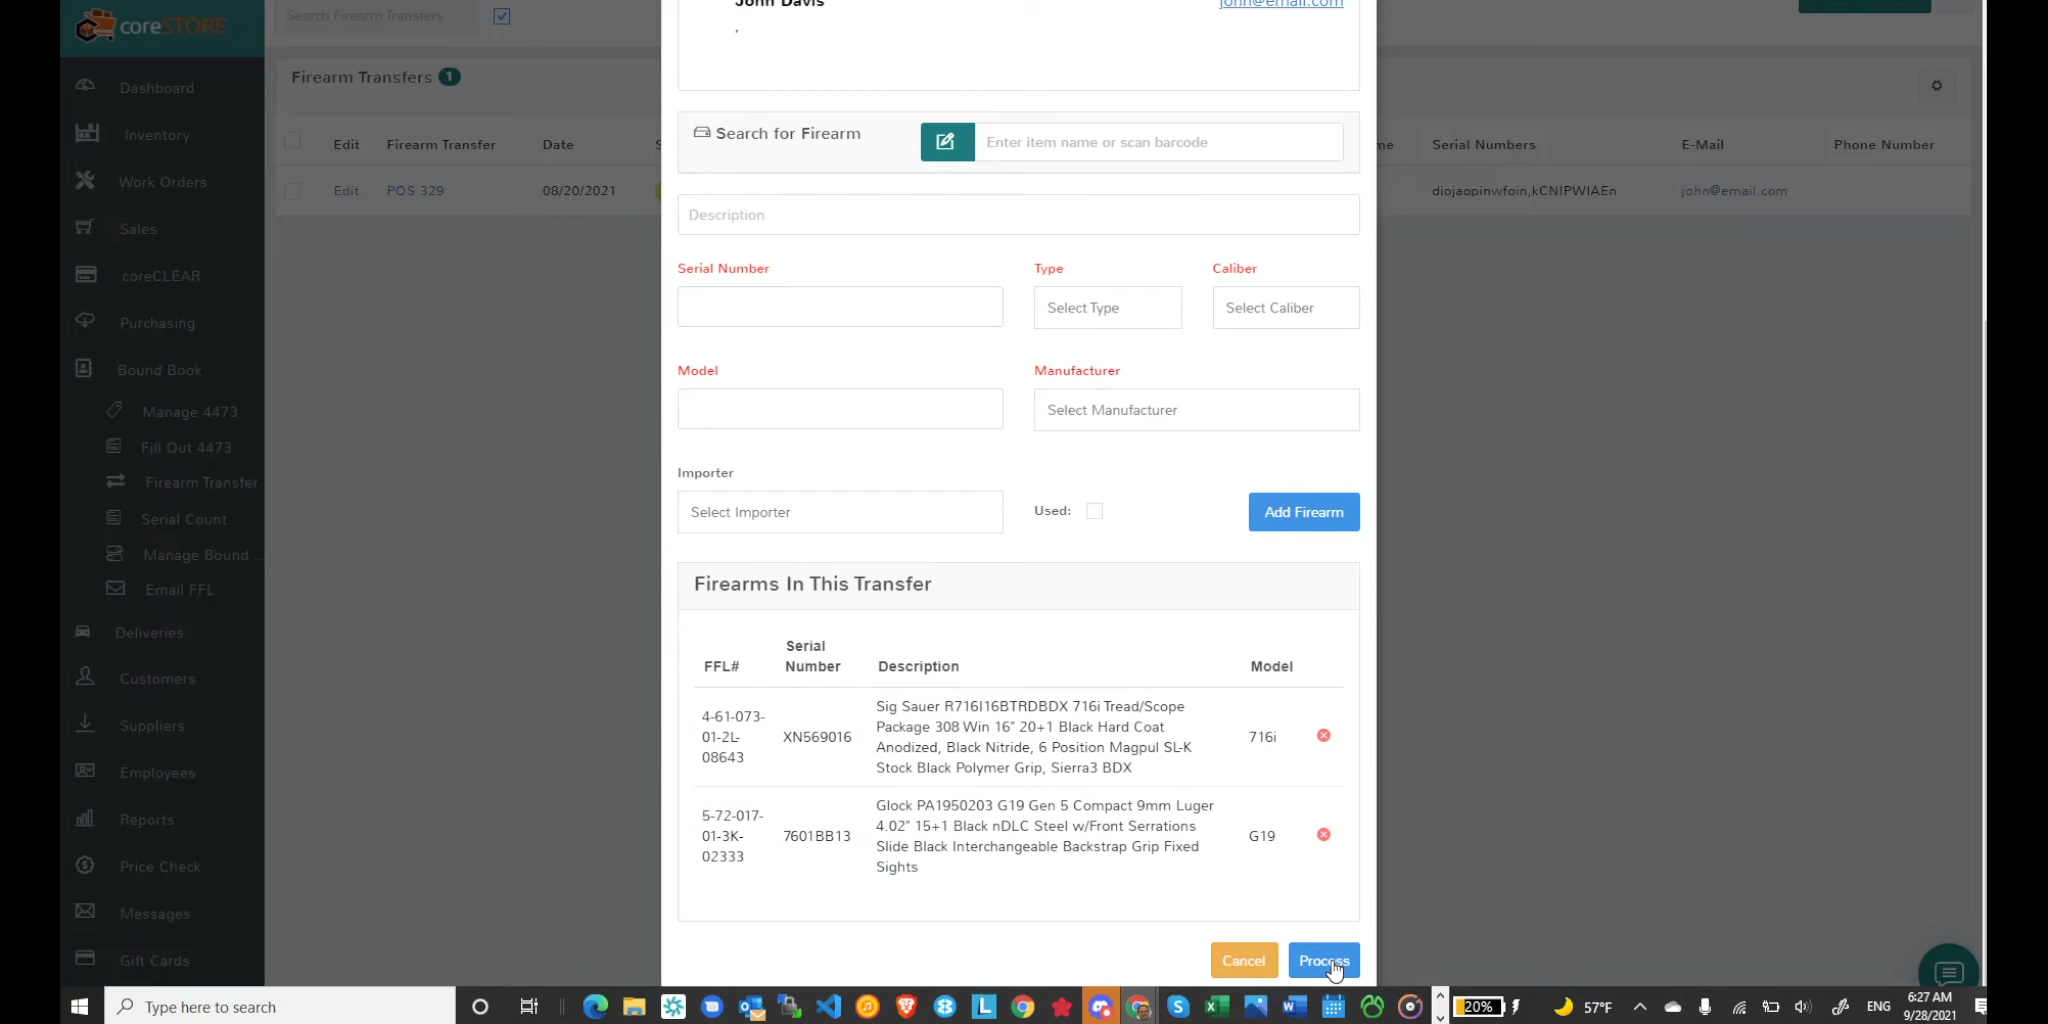 coreSTORE
Dashboard
Inventory
Work Orders
Sales
coreCLEAR
Purchasing
Bound Book
Manage 4473
Fill Out 4473
Firearm Transfer
Serial Count
Manage Bound ...
Email FFL
Deliveries
Customers
Suppliers
Employees
Reports
Price Check
Messages
Gift Cards
Search Firearm Transfers
Firearm Transfers 1
Edit Firearm Transfer Date S
Edit POS 329 08/20/2021
me Serial Numbers E-Mail Phone Number
diojaopinwfoin,kCNIPWIAEn john@email.com
John Davis john@email.com
,
Search for Firearm Enter item name or scan barcode
Description
Serial Number Type Caliber
Select Type Select Caliber
Model Manufacturer
Select Manufacturer
Importer
Select Importer Used: Add Firearm
Firearms In This Transfer
FFL# Serial Number Description Model
4-61-073-
01-2L-
08643
XN569016
Sig Sauer R716I16BTRDBDX 716i Tread/Scope
Package 308 Win 16" 20+1 Black Hard Coat
Anodized, Black Nitride, 6 Position Magpul SL-K
Stock Black Polymer Grip, Sierra3 BDX
716i
5-72-017-
01-3K-
02333
7601BB13
Glock PA1950203 G19 Gen 5 Compact 9mm Luger
4.02" 15+1 Black nDLC Steel w/Front Serrations
Slide Black Interchangeable Backstrap Grip Fixed
Sights
G19
Cancel Process
Type here to search
20% 57°F ENG 6:27 AM
9/28/2021